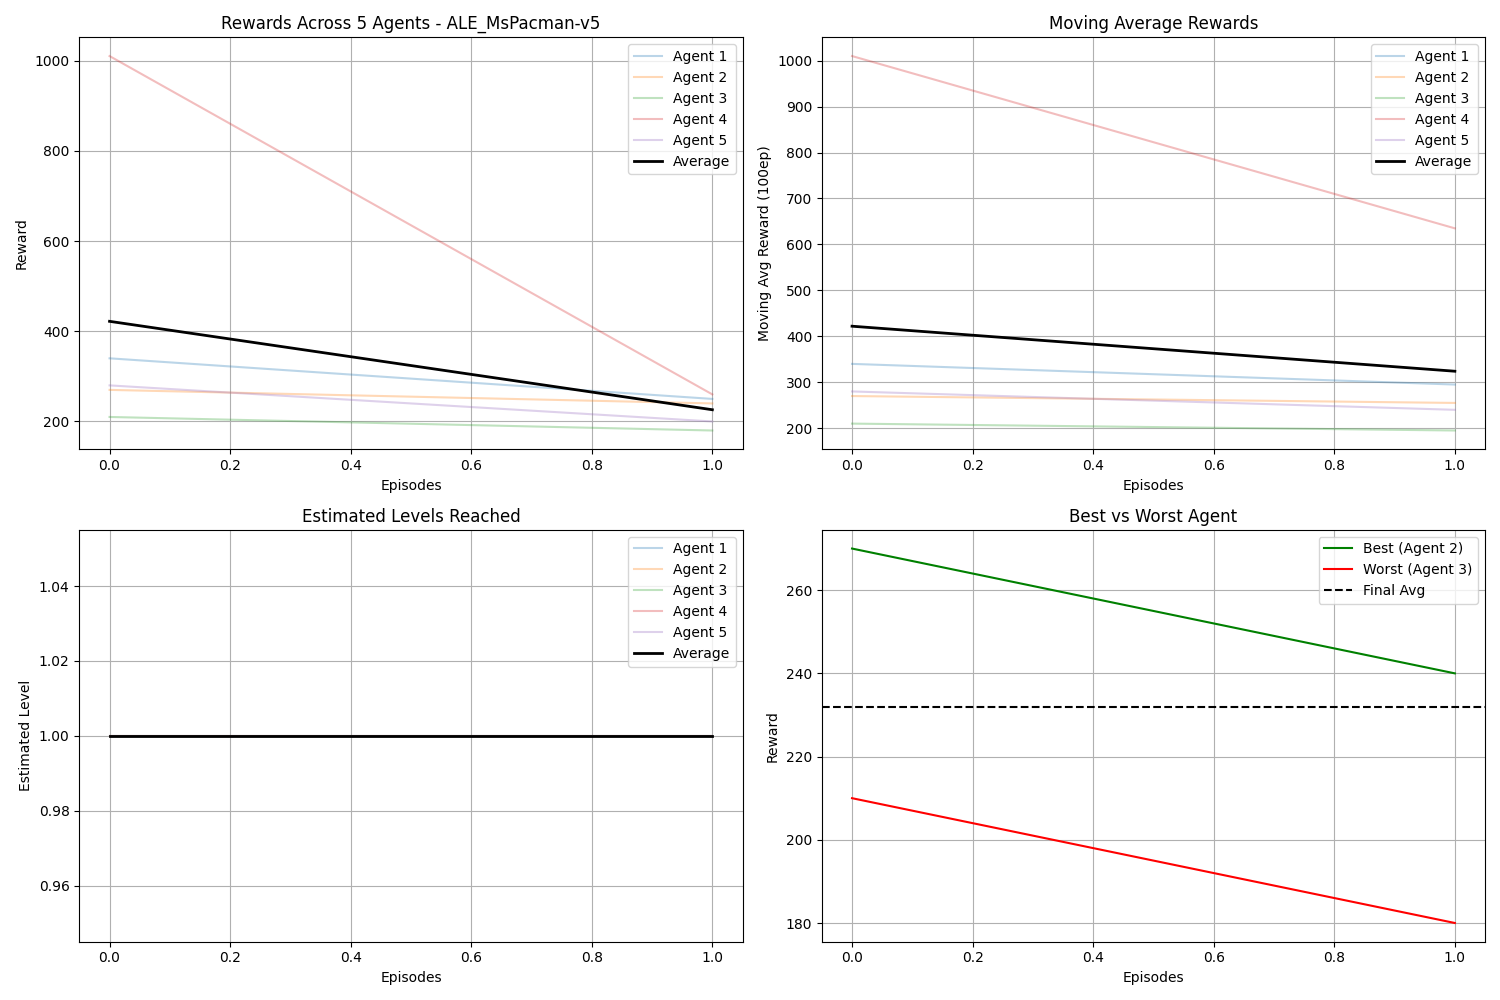 Rewards Across 5 Agents - ALE_MsPacman-v5
Reward
1000
800
600
400
200
Agent 1
Agent 2
Agent 3
Agent 4
Agent 5
Average
0.0 0.2 0.4 0.6 0.8 1.0
Episodes
Moving Average Rewards
Moving Avg Reward (100ep)
1000
900
800
700
600
500
400
300
200
Agent 1
Agent 2
Agent 3
Agent 4
Agent 5
Average
0.0 0.2 0.4 0.6 0.8 1.0
Episodes
Estimated Levels Reached
Estimated Level
1.04
1.02
1.00
0.98
0.96
Agent 1
Agent 2
Agent 3
Agent 4
Agent 5
Average
0.0 0.2 0.4 0.6 0.8 1.0
Episodes
Best vs Worst Agent
Reward
260
240
220
200
180
Best (Agent 2)
Worst (Agent 3)
Final Avg
0.0 0.2 0.4 0.6 0.8 1.0
Episodes